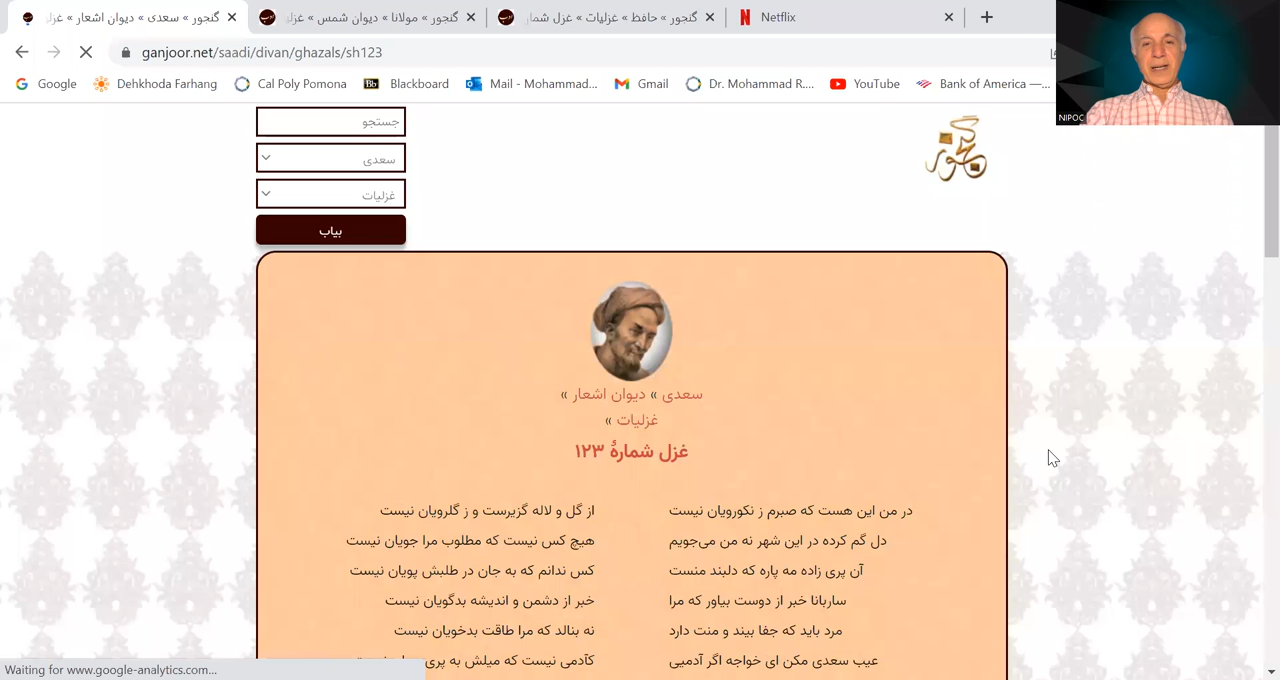 گنجور » سعدی » دیوان اشعار » غزل
گنجور » مولانا » دیوان شمس » غزلی
گنجور » حافظ » غزلیات » غزل شمار
Netflix
ganjoor.net/saadi/divan/ghazals/sh123
Google
Dehkhoda Farhang
Cal Poly Pomona
Bb Blackboard
Mail - Mohammad...
Gmail
Dr. Mohammad R....
YouTube
Bank of America —...
NIPOC
جستجو
سعدی
غزلیات
بیاب
گنجور
سعدی » دیوان اشعار »
غزلیات »
غزل شمارهٔ ۱۲۳
در من این هست که صبرم ز نکورویان نیست
از گل و لاله گزیرست و ز گلرویان نیست
دل گم کرده در این شهر نه من می‌جویم
هیچ کس نیست که مطلوب مرا جویان نیست
آن پری زاده مه پاره که دلبند منست
کس ندانم که به جان در طلبش پویان نیست
ساربانا خبر از دوست بیاور که مرا
خبر از دشمن و اندیشه بدگویان نیست
مرد باید که جفا بیند و منت دارد
نه بنالد که مرا طاقت بدخویان نیست
عیب سعدی مکن ای خواجه اگر آدمیی
کآدمی نیست که میلش به پری
Waiting for www.google-analytics.com...